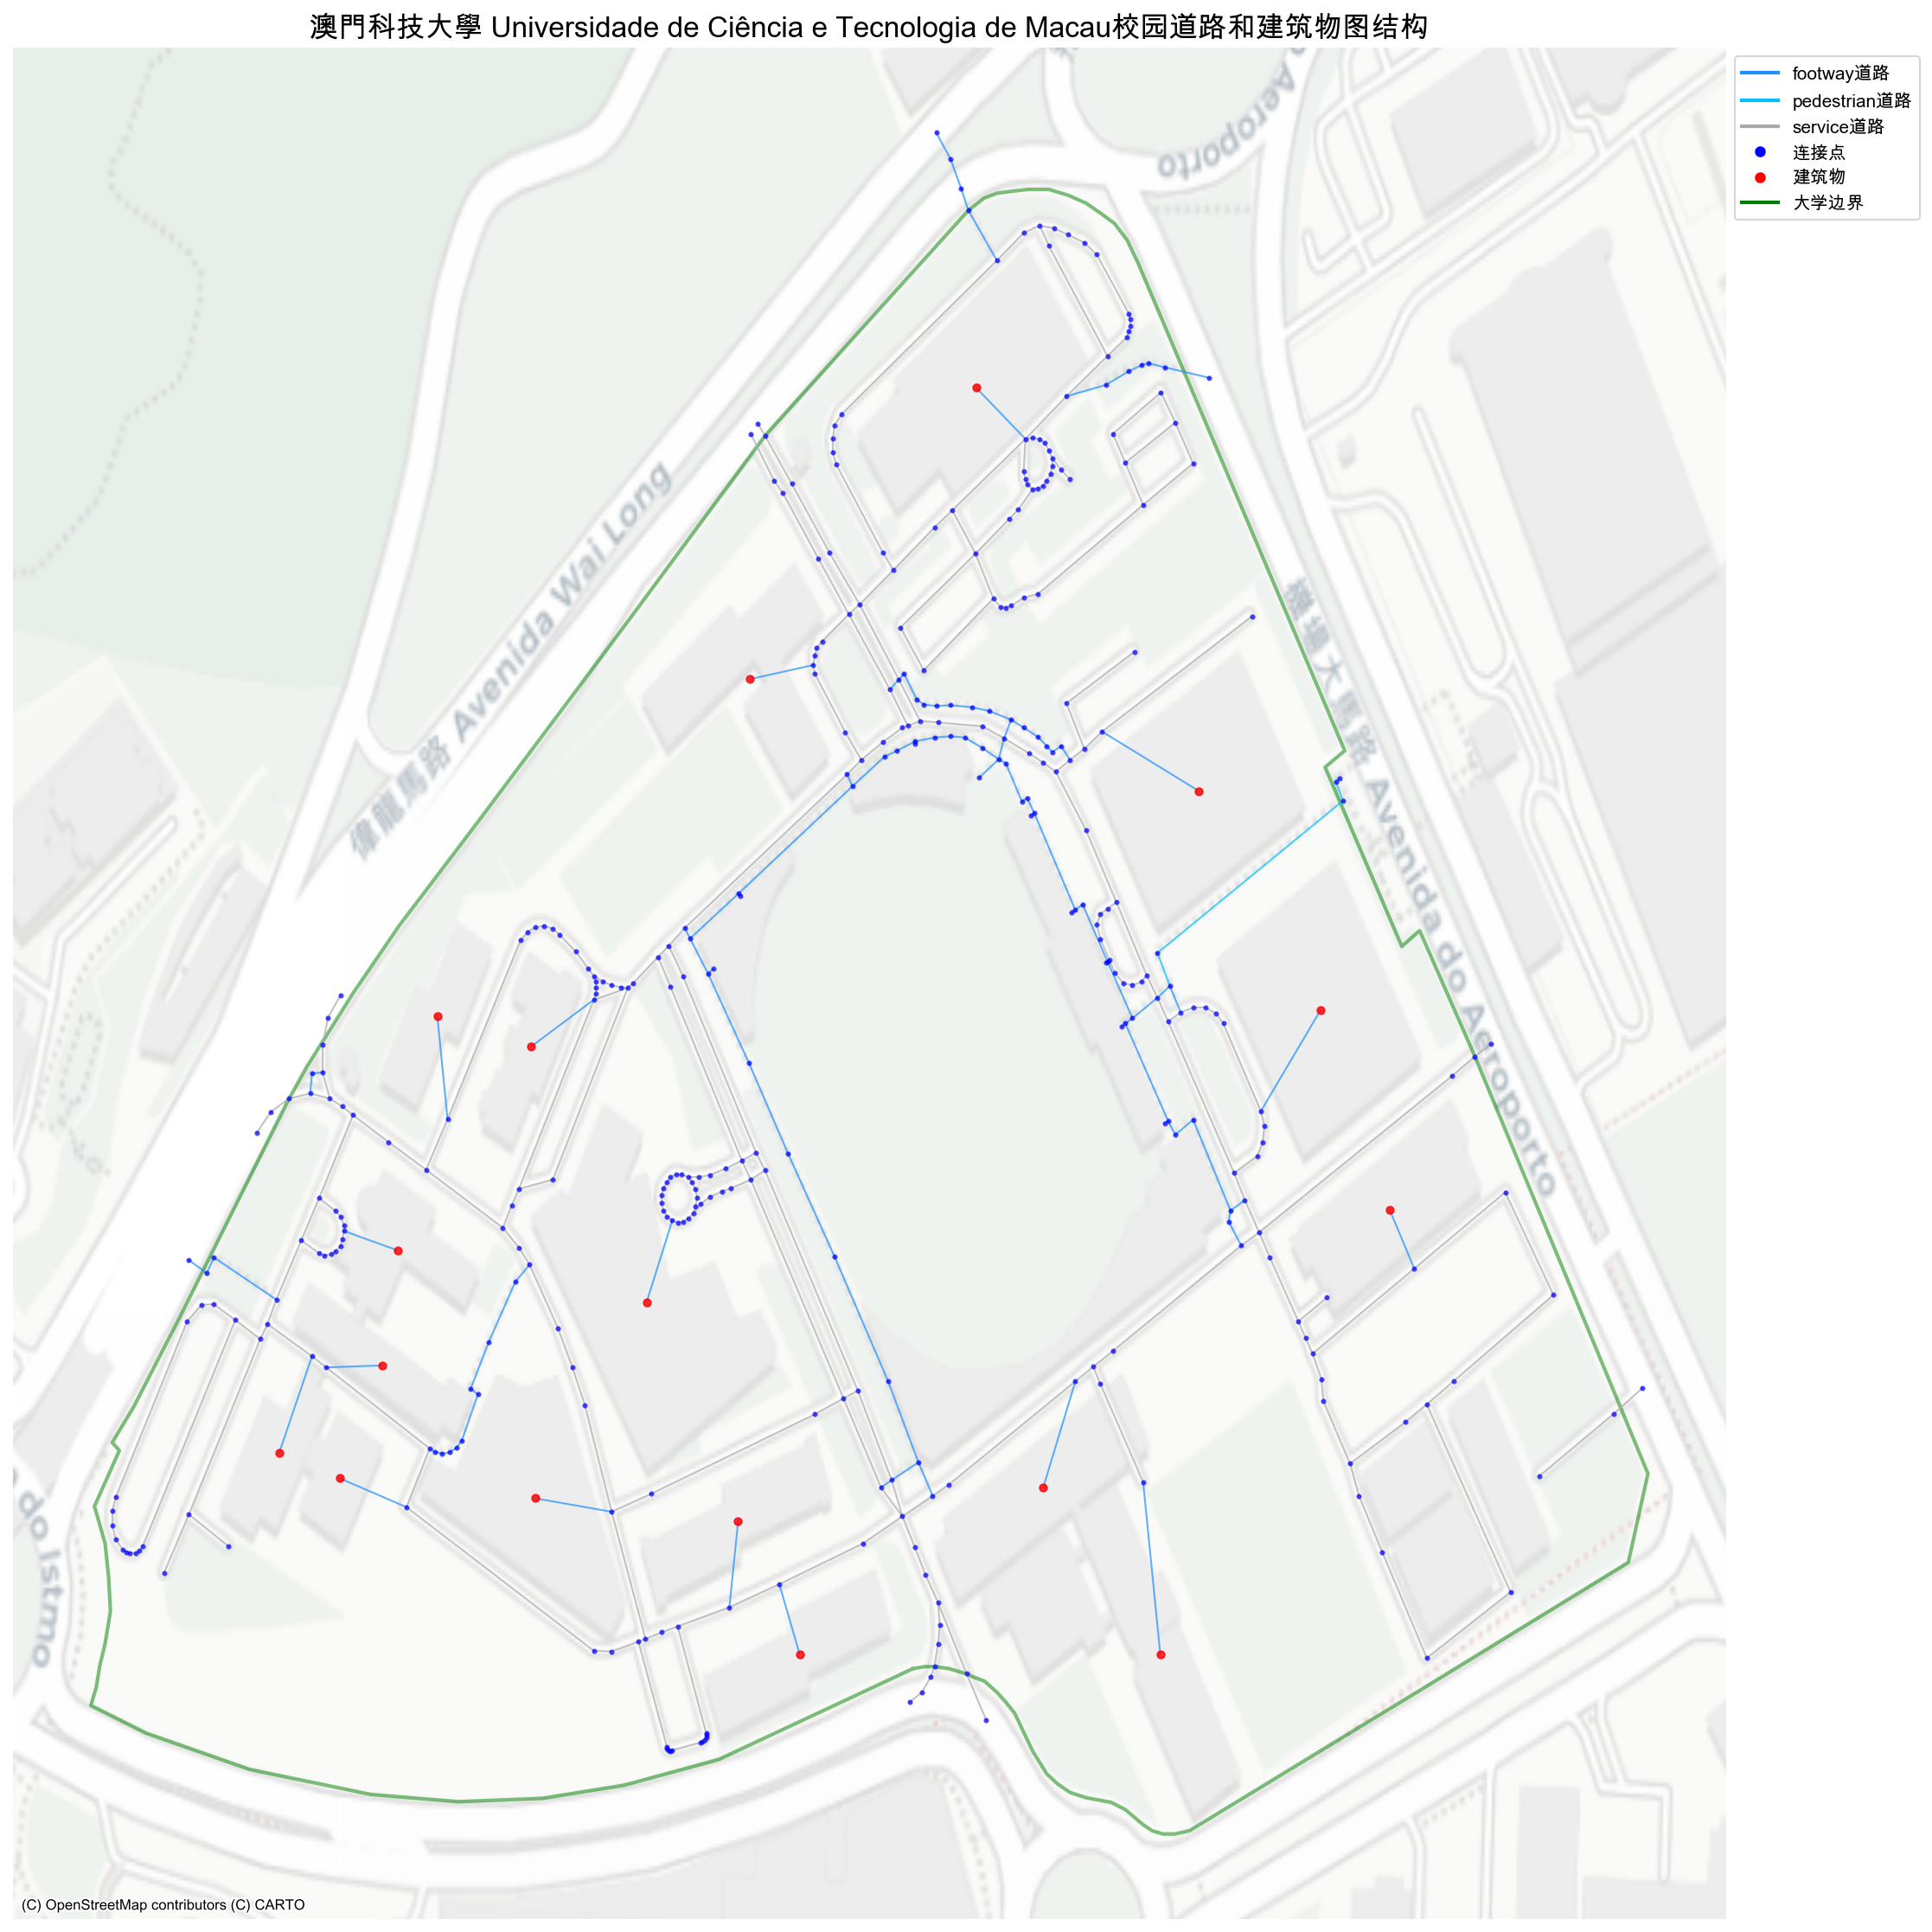 澳門科技大學 Universidade de Ciência e Tecnologia de Macau校园道路和建筑物图结构
footway道路
pedestrian道路
service道路
连接点
建筑物
大学边界
Aeroporto
偉龍馬路 Avenida Wai Long
機場大馬路 Avenida do Aeroporto
do Istmo
(C) OpenStreetMap contributors (C) CARTO